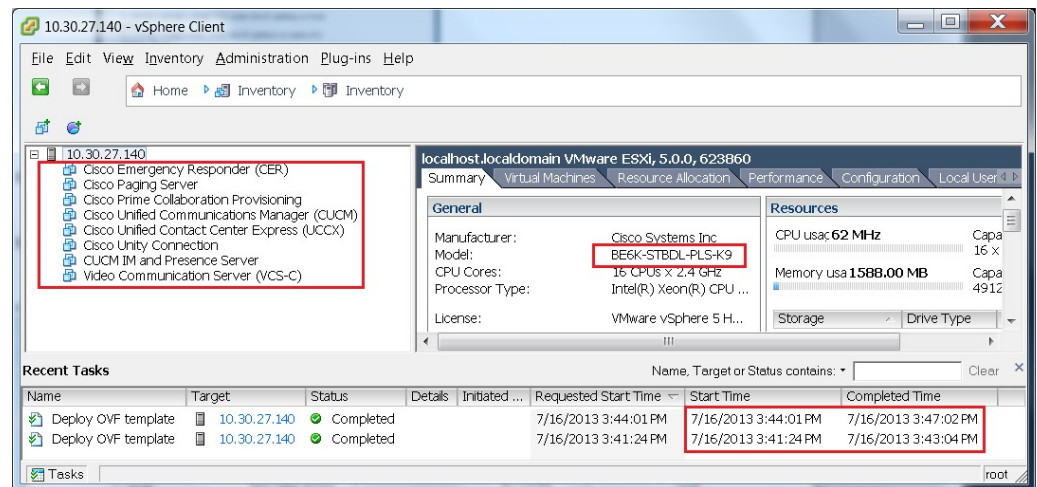 10.30.27.140 - vSphere Client
File Edit View Inventory Administration Plug-ins Help
Home Inventory Inventory
10.30.27.140
Cisco Emergency Responder (CER)
Cisco Paging Server
Cisco Prime Collaboration Provisioning
Cisco Unified Communications Manager (CUCM)
Cisco Unified Contact Center Express (UCCX)
Cisco Unity Connection
CUCM IM and Presence Server
Video Communication Server (VCS-C)
localhost.localdomain VMware ESXi, 5.0.0, 623860
Summary Virtual Machines Resource Allocation Performance Configuration Local User
General
Manufacturer: Cisco Systems Inc
Model: BE6K-STBDL-PLS-K9
CPU Cores: 16 CPUs x 2.4 GHz
Processor Type: Intel(R) Xeon(R) CPU ...
License: VMware vSphere 5 H...
Resources
CPU usag 62 MHz Capa
16 x
Memory usa 1588.00 MB Capa
4912
Storage Drive Type
Recent Tasks
Name, Target or Status contains: Clear
Name Target Status Details Initiated ... Requested Start Time Start Time Completed Time
Deploy OVF template 10.30.27.140 Completed 7/16/2013 3:44:01 PM 7/16/2013 3:44:01 PM 7/16/2013 3:47:02 PM
Deploy OVF template 10.30.27.140 Completed 7/16/2013 3:41:24 PM 7/16/2013 3:41:24 PM 7/16/2013 3:43:04 PM
Tasks
root